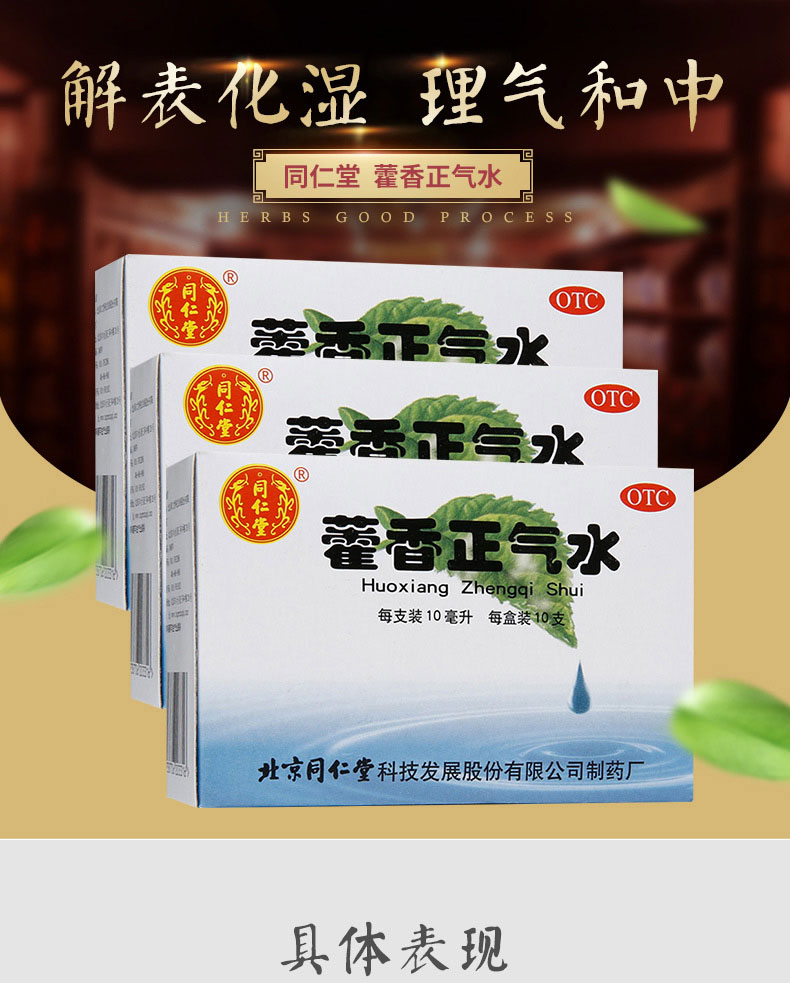 解表化湿 理气和中
同仁堂 藿香正气水
HERBS GOOD PROCESS
同仁堂
®
OTC
藿香正气水
同仁堂
®
OTC
藿香正气水
同仁堂
®
OTC
藿香正气水
Huoxiang Zhengqi Shui
每支装10毫升 每盒装10支
北京同仁堂科技发展股份有限公司制药厂
具体表现